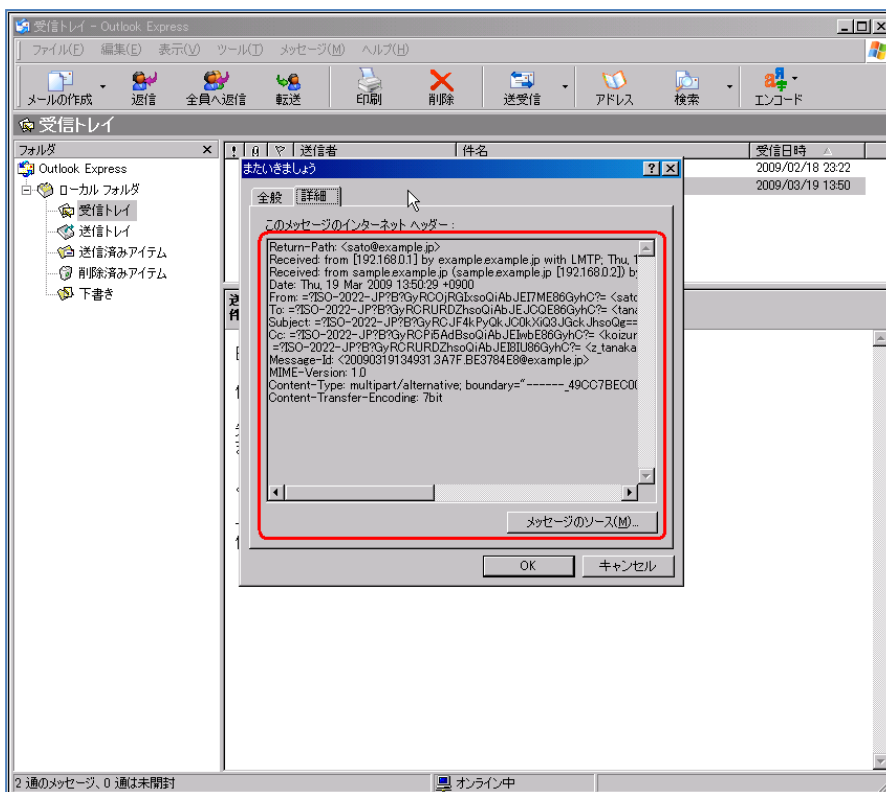 受信トレイ - Outlook Express
ファイル(F) 編集(E) 表示(V) ツール(T) メッセージ(M) ヘルプ(H)
メールの作成 返信 全員へ返信 転送 印刷 削除 送受信 アドレス 検索 エンコード
受信トレイ
フォルダ
Outlook Express
ローカル フォルダ
受信トレイ
送信トレイ
送信済みアイテム
削除済みアイテム
下書き
送信者 件名 受信日時
2009/02/18 23:22
2009/03/19 13:50
またいきましょう
全般 詳細
このメッセージのインターネット ヘッダー :
Return-Path: <sato@example.jp>
Received: from [192.168.0.1] by example.example.jp with LMTP; Thu, 1
Received: from sample.example.jp (sample.example.jp [192.168.0.2]) by
Date: Thu, 19 Mar 2009 13:50:29 +0900
From: =?ISO-2022-JP?B?GyRCOjRGIxsoQiAbJEI7ME86GyhC?= <sato
To: =?ISO-2022-JP?B?GyRCRURDZhsoQiAbJEJCQE86GyhC?= <tana
Subject: =?ISO-2022-JP?B?GyRCJF4kPyQkJC0kXiQ3JGckJhsoQg==
Cc: =?ISO-2022-JP?B?GyRCPi5AdBsoQiAbJEIwbE86GyhC?= <koizur
=?ISO-2022-JP?B?GyRCRURDZhsoQiAbJEI8IU86GyhC?= <z_tanaka
Message-Id: <20090319134931.3A7F.BE3784E8@example.jp>
MIME-Version: 1.0
Content-Type: multipart/alternative; boundary="------_49CC7BEC00
Content-Transfer-Encoding: 7bit
メッセージのソース(M)...
OK キャンセル
2 通のメッセージ、0 通は未開封 オンライン中